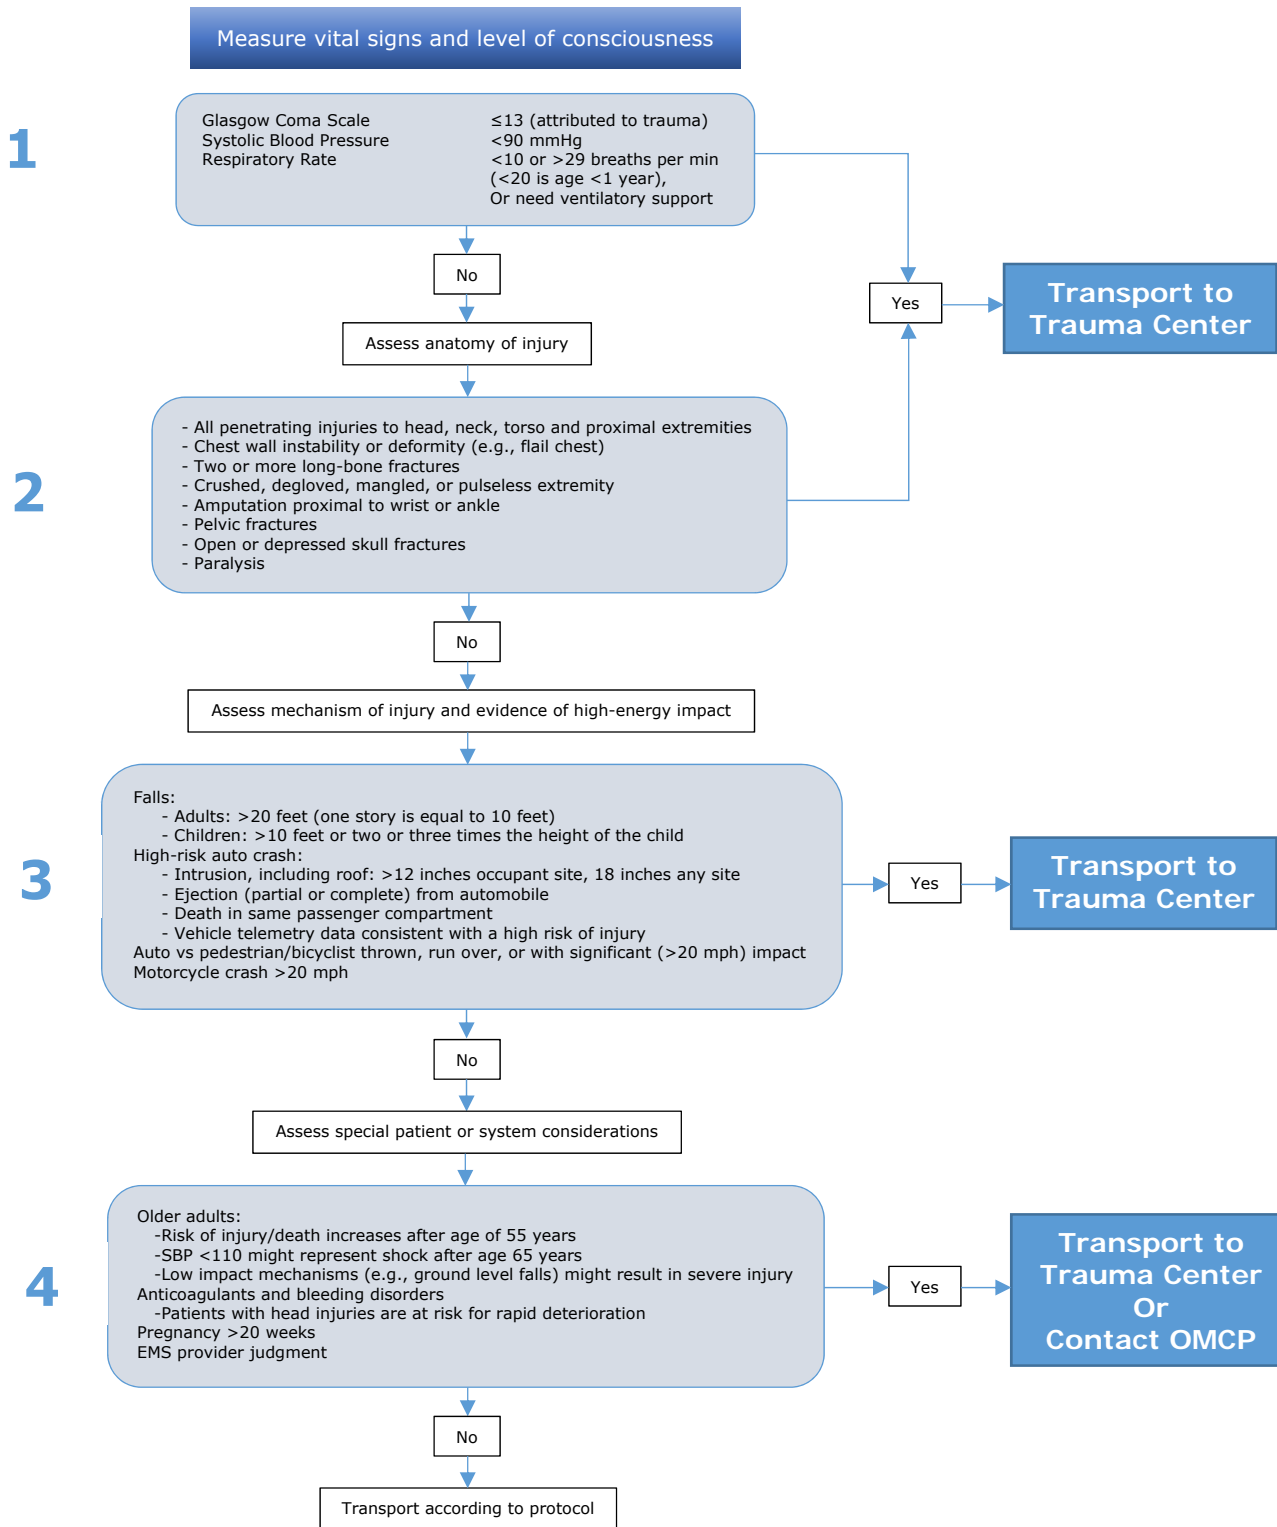 Measure vital signs and level of consciousness
1
Glasgow Coma Scale ≤13 (attributed to trauma)
Systolic Blood Pressure <90 mmHg
Respiratory Rate <10 or >29 breaths per min
(<20 is age <1 year),
Or need ventilatory support
No
Yes
Transport to
Trauma Center
Assess anatomy of injury
2
- All penetrating injuries to head, neck, torso and proximal extremities
- Chest wall instability or deformity (e.g., flail chest)
- Two or more long-bone fractures
- Crushed, degloved, mangled, or pulseless extremity
- Amputation proximal to wrist or ankle
- Pelvic fractures
- Open or depressed skull fractures
- Paralysis
No
Assess mechanism of injury and evidence of high-energy impact
3
Falls:
- Adults: >20 feet (one story is equal to 10 feet)
- Children: >10 feet or two or three times the height of the child
High-risk auto crash:
- Intrusion, including roof: >12 inches occupant site, 18 inches any site
- Ejection (partial or complete) from automobile
- Death in same passenger compartment
- Vehicle telemetry data consistent with a high risk of injury
Auto vs pedestrian/bicyclist thrown, run over, or with significant (>20 mph) impact
Motorcycle crash >20 mph
Yes
Transport to
Trauma Center
No
Assess special patient or system considerations
4
Older adults:
-Risk of injury/death increases after age of 55 years
-SBP <110 might represent shock after age 65 years
-Low impact mechanisms (e.g., ground level falls) might result in severe injury
Anticoagulants and bleeding disorders
-Patients with head injuries are at risk for rapid deterioration
Pregnancy >20 weeks
EMS provider judgment
Yes
Transport to
Trauma Center
Or
Contact OMCP
No
Transport according to protocol